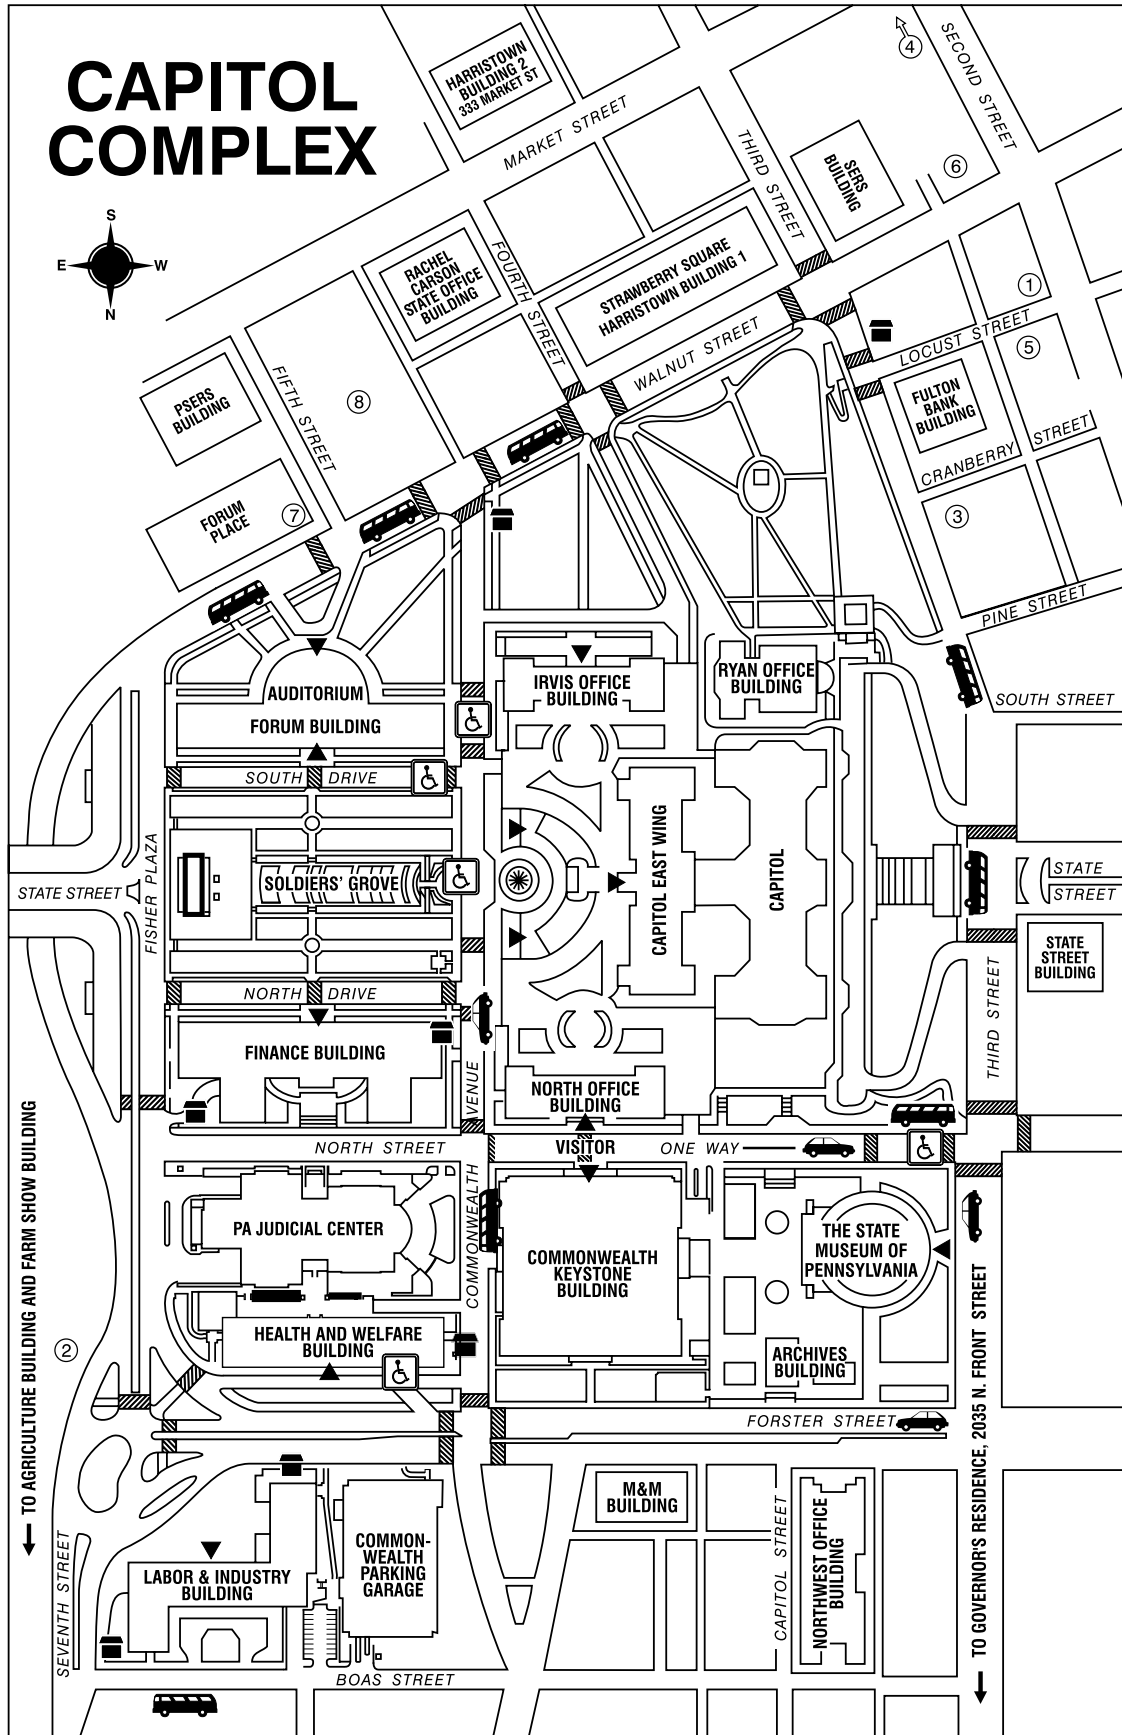 CAPITOL
COMPLEX
S
E
W
N
HARRISTOWN
BUILDING 2
333 MARKET ST
MARKET STREET
4
SECOND STREET
THIRD STREET
SERS
BUILDING
6
RACHEL
CARSON
STATE OFFICE
BUILDING
FOURTH STREET
STRAWBERRY SQUARE
HARRISTOWN BUILDING 1
WALNUT STREET
1
LOCUST STREET
5
PSERS
BUILDING
FIFTH STREET
8
FULTON
BANK
BUILDING
CRANBERRY STREET
FORUM
PLACE
7
3
PINE STREET
AUDITORIUM
FORUM BUILDING
IRVIS OFFICE
BUILDING
RYAN OFFICE
BUILDING
SOUTH STREET
SOUTH DRIVE
FISHER PLAZA
STATE STREET
SOLDIERS' GROVE
CAPITOL EAST WING
CAPITOL
STATE
STREET
STATE
STREET
BUILDING
NORTH DRIVE
THIRD STREET
FINANCE BUILDING
COMMONWEALTH AVENUE
NORTH OFFICE
BUILDING
NORTH STREET
VISITOR
ONE WAY
PA JUDICIAL CENTER
COMMONWEALTH
KEYSTONE
BUILDING
THE STATE
MUSEUM OF
PENNSYLVANIA
HEALTH AND WELFARE
BUILDING
2
ARCHIVES
BUILDING
FORSTER STREET
TO AGRICULTURE BUILDING AND FARM SHOW BUILDING
TO GOVERNOR'S RESIDENCE, 2035 N. FRONT STREET
M&M
BUILDING
CAPITOL STREET
NORTHWEST OFFICE
BUILDING
SEVENTH STREET
LABOR & INDUSTRY
BUILDING
COMMON-
WEALTH
PARKING
GARAGE
BOAS STREET